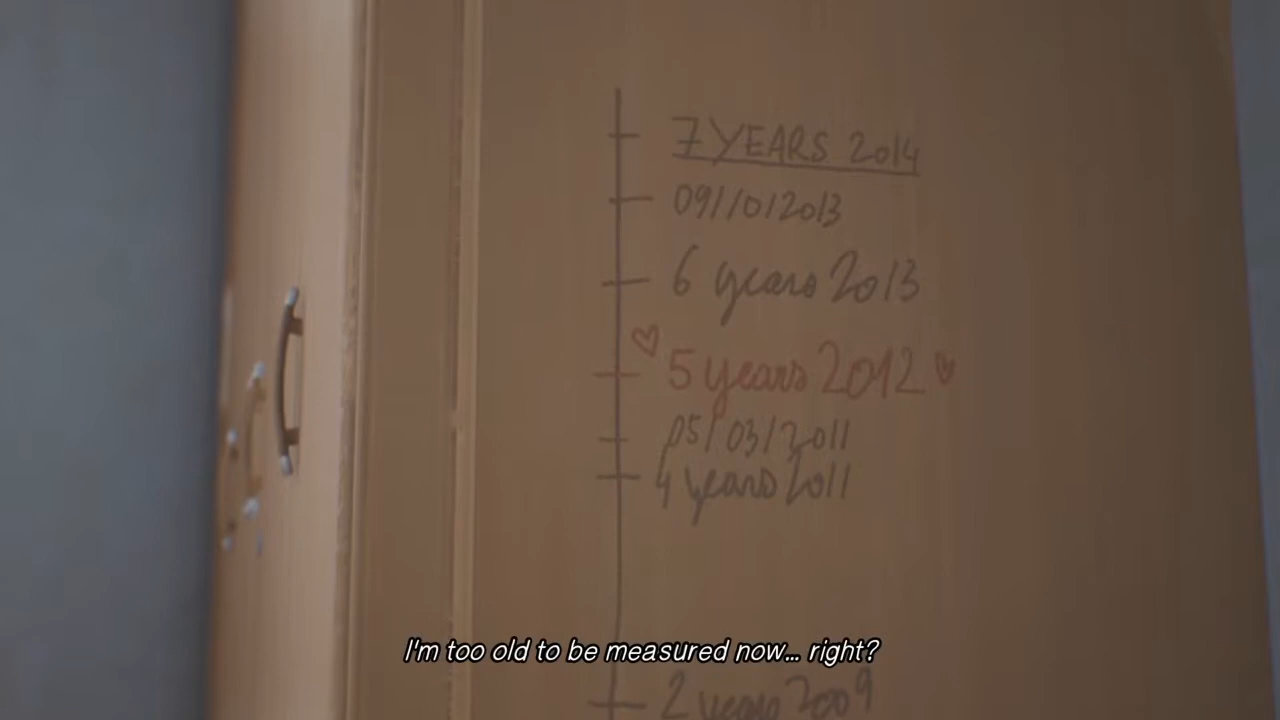 7 YEARS 2014
09/10/2013
6 years 2013
5 years 2012
05/03/2011
4 years 2011
I'm too old to be measured now... right?
2 years 2009